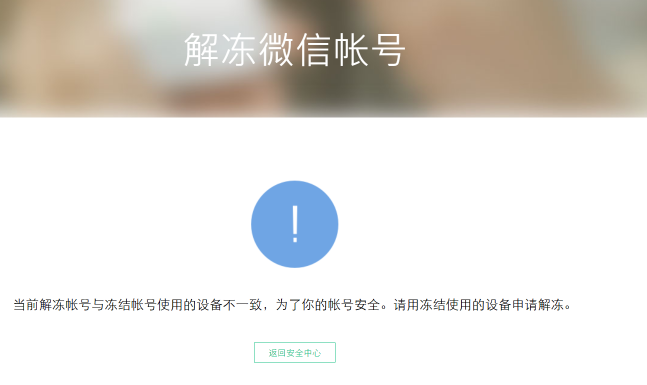 解冻微信帐号
当前解冻帐号与冻结帐号使用的设备不一致，为了你的帐号安全。请用冻结使用的设备申请解冻。
返回安全中心